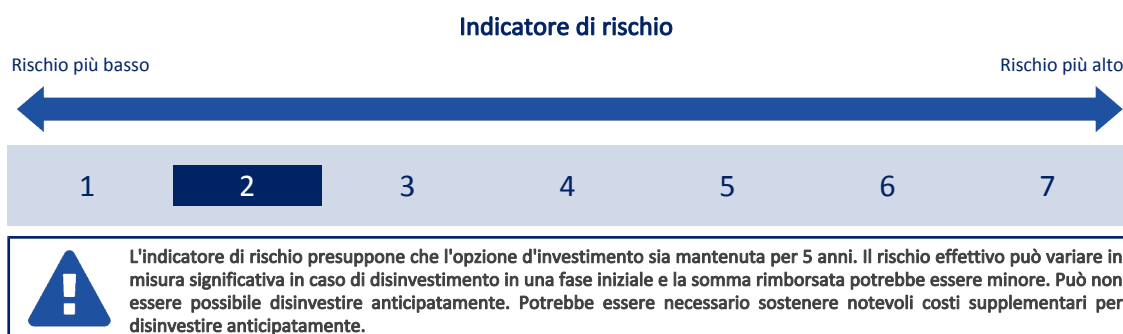 Indicatore di rischio
Rischio più basso
Rischio più alto
1 2 3 4 5 6 7
L'indicatore di rischio presuppone che l'opzione d'investimento sia mantenuta per 5 anni. Il rischio effettivo può variare in
misura significativa in caso di disinvestimento in una fase iniziale e la somma rimborsata potrebbe essere minore. Può non
essere possibile disinvestire anticipatamente. Potrebbe essere necessario sostenere notevoli costi supplementari per
disinvestire anticipatamente.